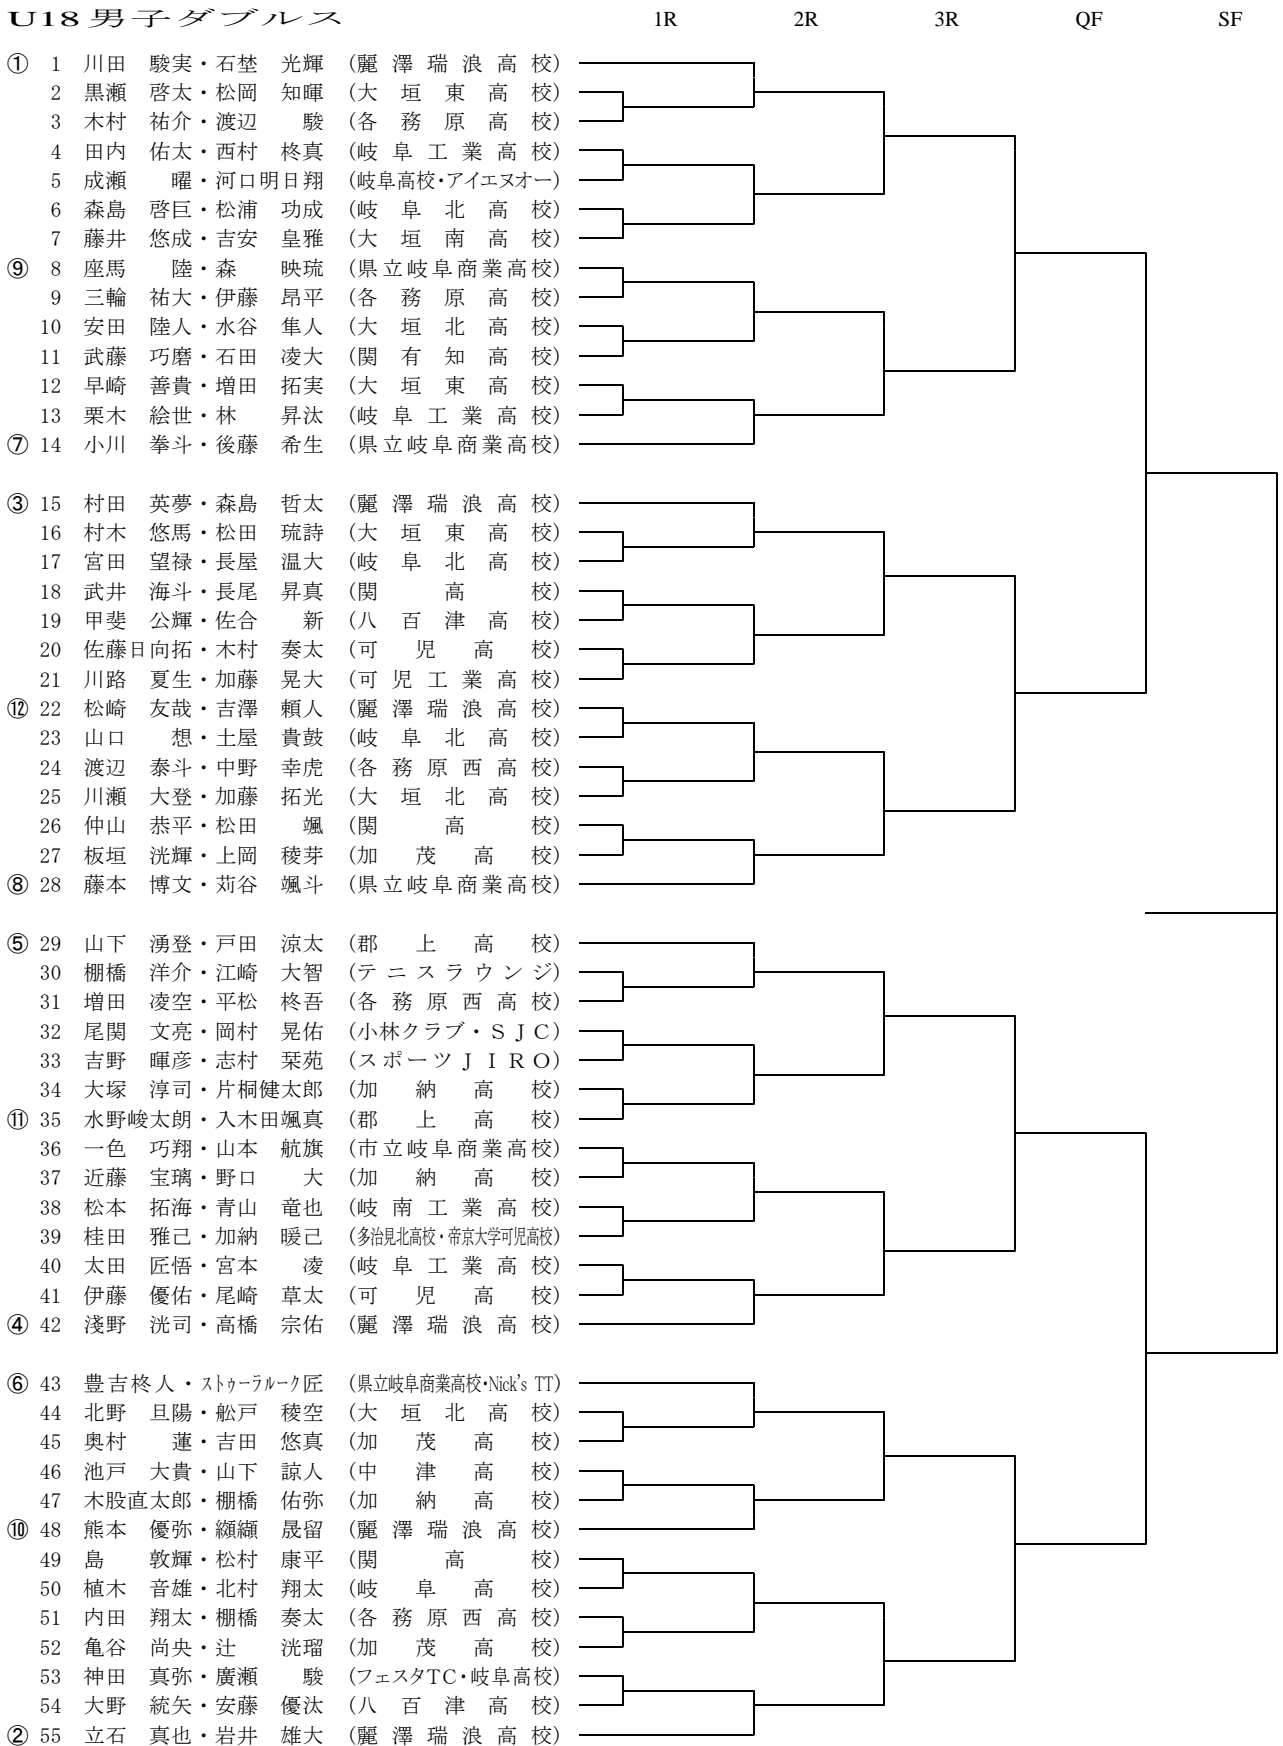 U18男子ダブルス 1R 2R 3R QF SF
① 1 川田 駿実・石埜 光輝 (麗澤瑞浪高校)
2 黒瀬 啓太・松岡 知暉 (大垣東高校)
3 木村 祐介・渡辺 駿 (各務原高校)
4 田内 佑太・西村 柊真 (岐阜工業高校)
5 成瀬 曜・河口明日翔 (岐阜高校・アイエヌオー)
6 森島 啓巨・松浦 功成 (岐阜北高校)
7 藤井 悠成・吉安 皇雅 (大垣南高校)
⑨ 8 座馬 陸・森 映琉 (県立岐阜商業高校)
9 三輪 祐大・伊藤 昂平 (各務原高校)
10 安田 陸人・水谷 隼人 (大垣北高校)
11 武藤 巧磨・石田 凌大 (関有知高校)
12 早崎 善貴・増田 拓実 (大垣東高校)
13 栗木 絵世・林 昇汰 (岐阜工業高校)
⑦ 14 小川 拳斗・後藤 希生 (県立岐阜商業高校)
③ 15 村田 英夢・森島 哲太 (麗澤瑞浪高校)
16 村木 悠馬・松田 琉詩 (大垣東高校)
17 宮田 望禄・長屋 温大 (岐阜北高校)
18 武井 海斗・長尾 昇真 (関高校)
19 甲斐 公輝・佐合 新 (八百津高校)
20 佐藤日向拓・木村 奏太 (可児高校)
21 川路 夏生・加藤 晃大 (可児工業高校)
⑫ 22 松崎 友哉・吉澤 頼人 (麗澤瑞浪高校)
23 山口 想・土屋 貴鼓 (岐阜北高校)
24 渡辺 泰斗・中野 幸虎 (各務原西高校)
25 川瀬 大登・加藤 拓光 (大垣北高校)
26 仲山 恭平・松田 颯 (関高校)
27 板垣 洸輝・上岡 稜芽 (加茂高校)
⑧ 28 藤本 博文・苅谷 颯斗 (県立岐阜商業高校)
⑤ 29 山下 湧登・戸田 涼太 (郡上高校)
30 棚橋 洋介・江崎 大智 (テニスラウンジ)
31 増田 凌空・平松 柊吾 (各務原西高校)
32 尾関 文亮・岡村 晃佑 (小林クラブ・SJC)
33 吉野 暉彦・志村 栞苑 (スポーツJIRO)
34 大塚 淳司・片桐健太郎 (加納高校)
⑪ 35 水野峻太朗・入木田颯真 (郡上高校)
36 一色 巧翔・山本 航旗 (市立岐阜商業高校)
37 近藤 宝璃・野口 大 (加納高校)
38 松本 拓海・青山 竜也 (岐南工業高校)
39 桂田 雅己・加納 暖己 (多治見北高校・帝京大学可児高校)
40 太田 匠悟・宮本 凌 (岐阜工業高校)
41 伊藤 優佑・尾崎 草太 (可児高校)
④ 42 淺野 洸司・高橋 宗佑 (麗澤瑞浪高校)
⑥ 43 豊吉柊人・ストゥーラルーク匠 (県立岐阜商業高校・Nick's TT)
44 北野 旦陽・舩戸 稜空 (大垣北高校)
45 奥村 蓮・吉田 悠真 (加茂高校)
46 池戸 大貴・山下 諒人 (中津高校)
47 木股直太郎・棚橋 佑弥 (加納高校)
⑩ 48 熊本 優弥・纐纈 晟留 (麗澤瑞浪高校)
49 島 敦輝・松村 康平 (関高校)
50 植木 音雄・北村 翔太 (岐阜高校)
51 内田 翔太・棚橋 奏太 (各務原西高校)
52 亀谷 尚央・辻 洸瑠 (加茂高校)
53 神田 真弥・廣瀬 駿 (フェスタTC・岐阜高校)
54 大野 統矢・安藤 優汰 (八百津高校)
② 55 立石 真也・岩井 雄大 (麗澤瑞浪高校)